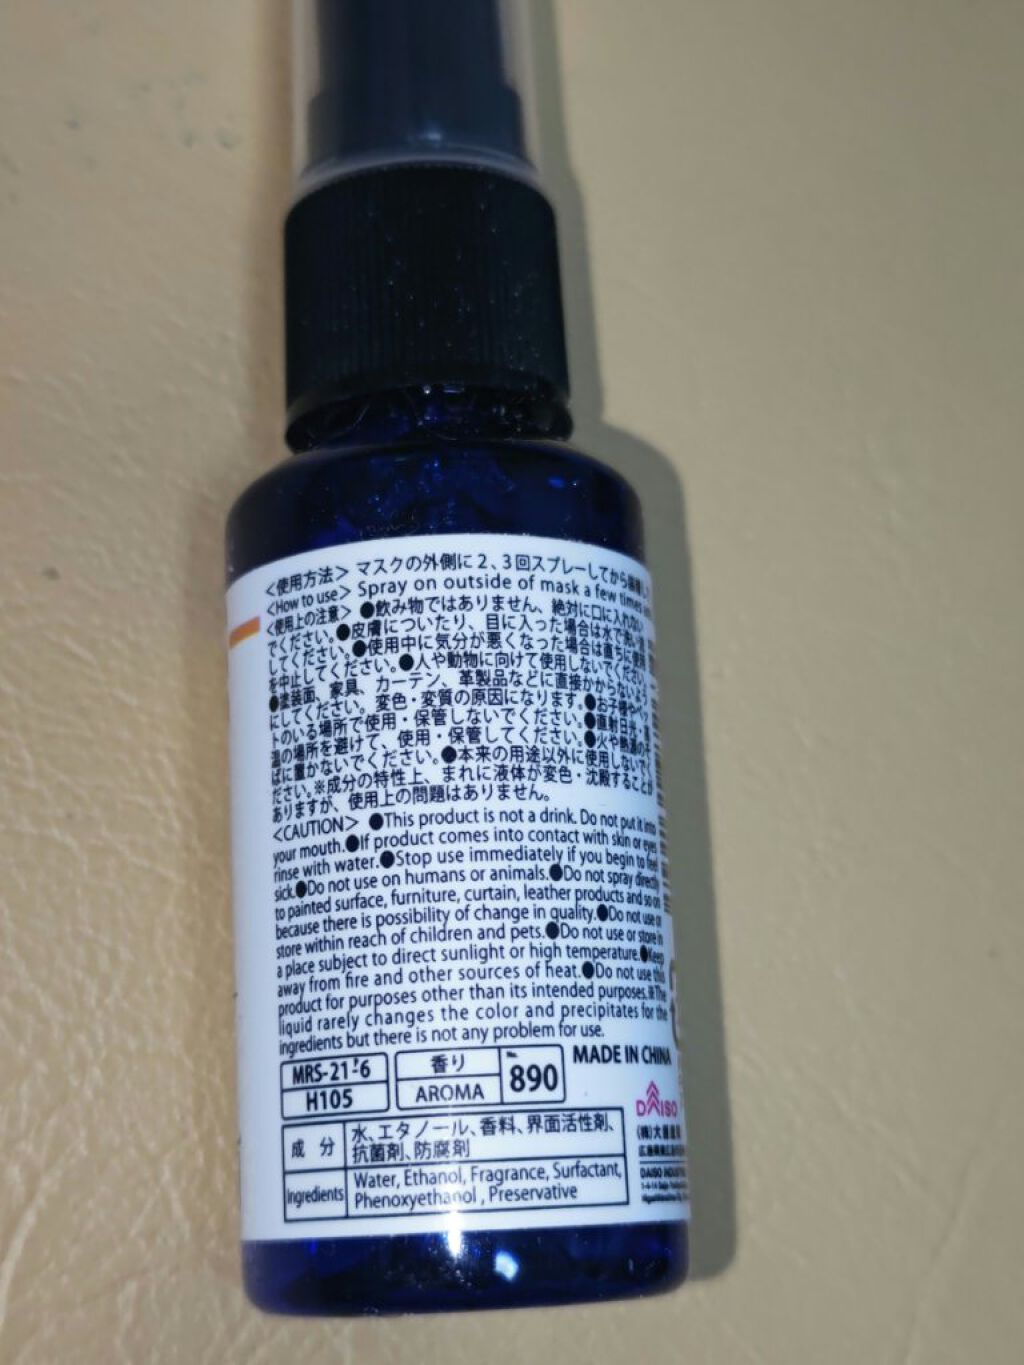 ＜使用方法＞ マスクの外側に２、３回スプレーしてから
＜How to use＞ Spray on outside of mask a few times
＜使用上の注意＞ ●飲み物ではありません、絶対に口に入れない
でください。●皮膚についたり、目に入った場合は水で洗い流
してください。●使用中に気分が悪くなった場合は直ちに使用
を中止してください。●人や動物に向けて使用しないでください。
●塗装面、家具、カーテン、革製品などに直接かからないよう
にしてください。変色・変質の原因になります。●お子様やペッ
トのいる場所で使用・保管しないでください。●直射日光・高
温の場所を避けて、使用・保管してください。●火や熱源のそ
ばに置かないでください。●本来の用途以外に使用しないでく
ださい。※成分の特性上、まれに液体が変色・沈殿することが
ありますが、使用上の問題はありません。
＜CAUTION＞ ●This product is not a drink. Do not put it into
your mouth.●If product comes into contact with skin or eyes
rinse with water.●Stop use immediately if you begin to feel
sick.●Do not use on humans or animals.●Do not spray directly
to painted surface, furniture, curtain, leather products and so on
because there is possibility of change in quality.●Do not use or
store within reach of children and pets.●Do not use or store in
a place subject to direct sunlight or high temperature.●Keep
away from fire and other sources of heat.●Do not use this
product for purposes other than its intended purposes.※The
liquid rarely changes the color and precipitates for the
ingredients but there is not any problem for use.
H105
香り
AROMA
No. 890
MADE IN CHINA
DAISO
成 分
水、エタノール、香料、界面活性剤、
抗菌剤、防腐剤
Ingredients
Water, Ethanol, Fragrance, Surfactant,
Phenoxyethanol , Preservative